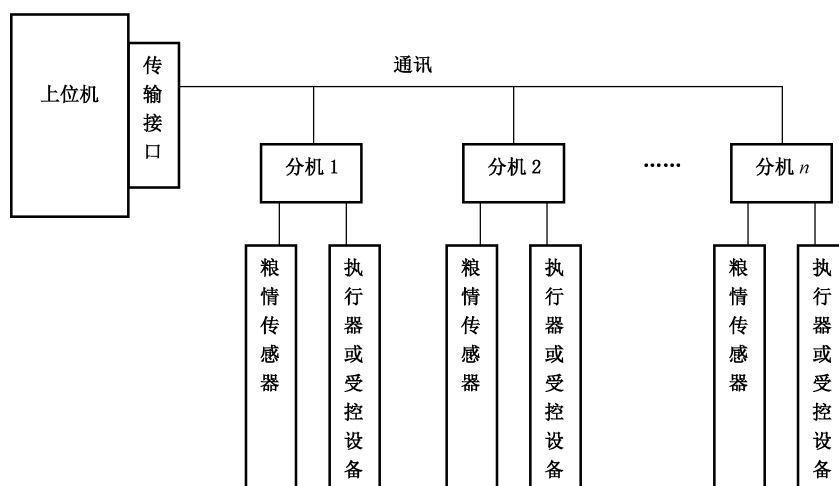 上位机
传输接口
通讯
分机 1
分机 2
……
分机 n
粮情传感器
执行器或受控设备
粮情传感器
执行器或受控设备
粮情传感器
执行器或受控设备